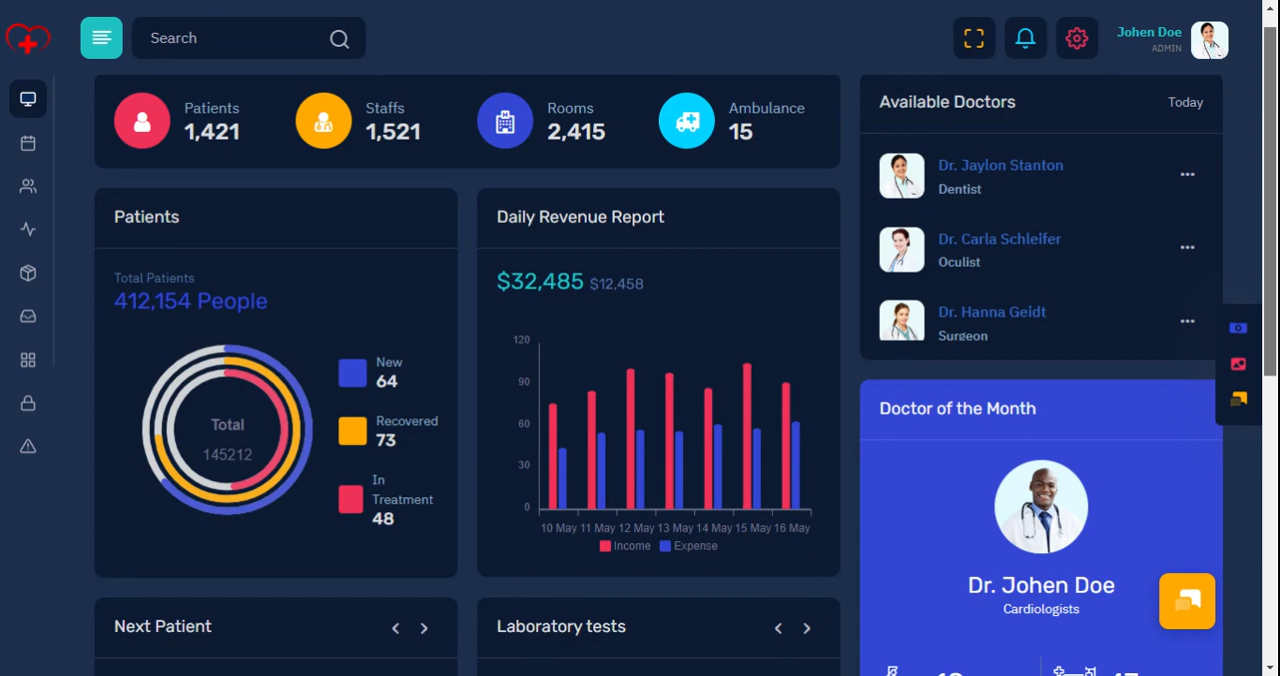 Search
Johen Doe
ADMIN
Patients
1,421
Staffs
1,521
Rooms
2,415
Ambulance
15
Available Doctors
Today
Dr. Jaylon Stanton
Dentist
Dr. Carla Schleifer
Oculist
Dr. Hanna Geidt
Surgeon
Patients
Total Patients
412,154 People
Total
145212
New
64
Recovered
73
In
Treatment
48
Daily Revenue Report
$32,485 $12,458
120
90
60
30
0
10 May 11 May 12 May 13 May 14 May 15 May 16 May
Income Expense
Doctor of the Month
Dr. Johen Doe
Cardiologists
Next Patient
Laboratory tests